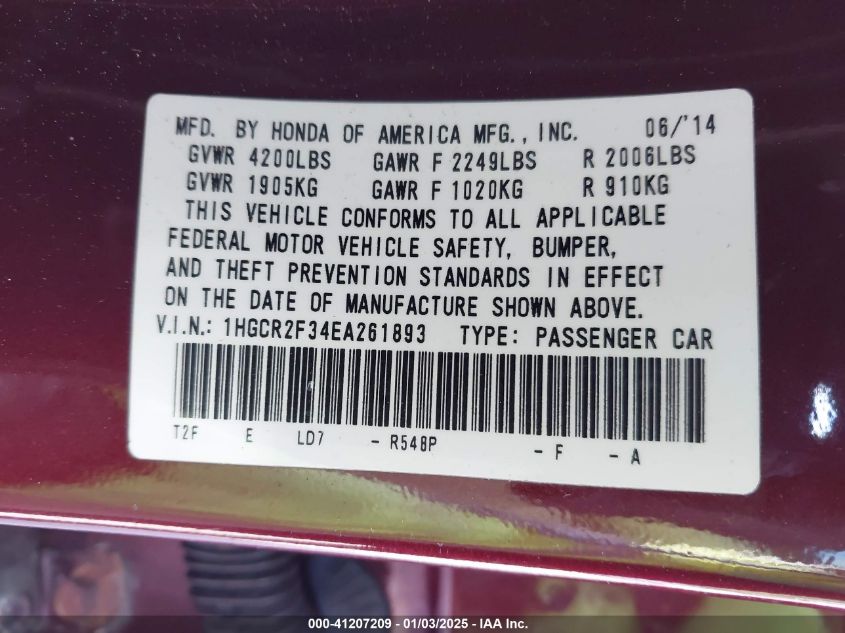 MFD. BY HONDA OF AMERICA MFG., INC. 06/'14
GVWR 4200LBS GAWR F 2249LBS R 2006LBS
GVWR 1905KG GAWR F 1020KG R 910KG
THIS VEHICLE CONFORMS TO ALL APPLICABLE
FEDERAL MOTOR VEHICLE SAFETY, BUMPER,
AND THEFT PREVENTION STANDARDS IN EFFECT
ON THE DATE OF MANUFACTURE SHOWN ABOVE.
V.I.N.: 1HGCR2F34EA261893 TYPE: PASSENGER CAR
T2F E LD7 - R548P - F - A
000-41207209 - 01/03/2025 - IAA Inc.